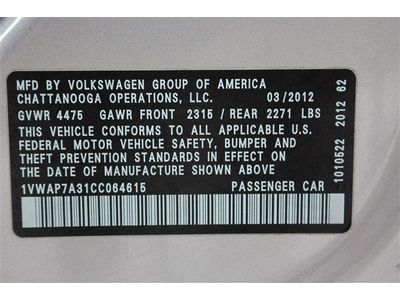 MFD BY VOLKSWAGEN GROUP OF AMERICA
CHATTANOOGA OPERATIONS, LLC. 03/2012
GVWR 4475 GAWR FRONT 2315 / REAR 2271 LBS
THIS VEHICLE CONFORMS TO ALL APPLICABLE U.S.
FEDERAL MOTOR VEHICLE SAFETY, BUMPER AND
THEFT PREVENTION STANDARDS IN EFFECT ON THE
DATE OF MANUFACTURE SHOWN ABOVE
1VWAP7A31CC064615 PASSENGER CAR
1010522 2012 62